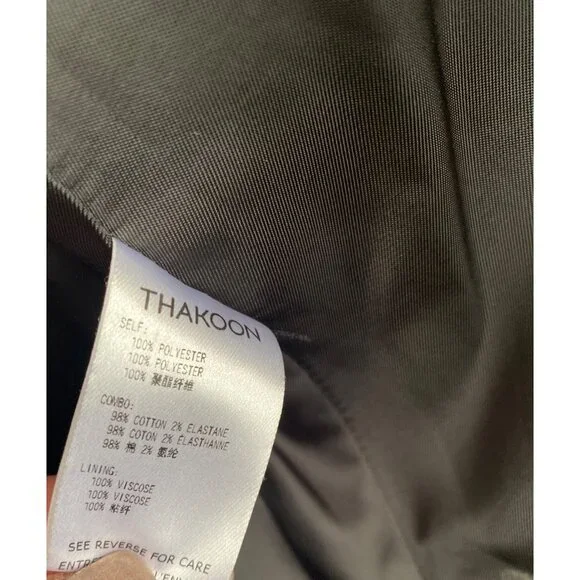 THAKOON
SELF:
100% POLYESTER
100% POLYESTER
100% 聚酯纤维
COMBO:
98% COTTON 2% ELASTANE
98% COTON 2% ÉLASTHANNE
98% 棉 2% 氨纶
LINING:
100% VISCOSE
100% VISCOSE
100% 粘纤
SEE REVERSE FOR CARE